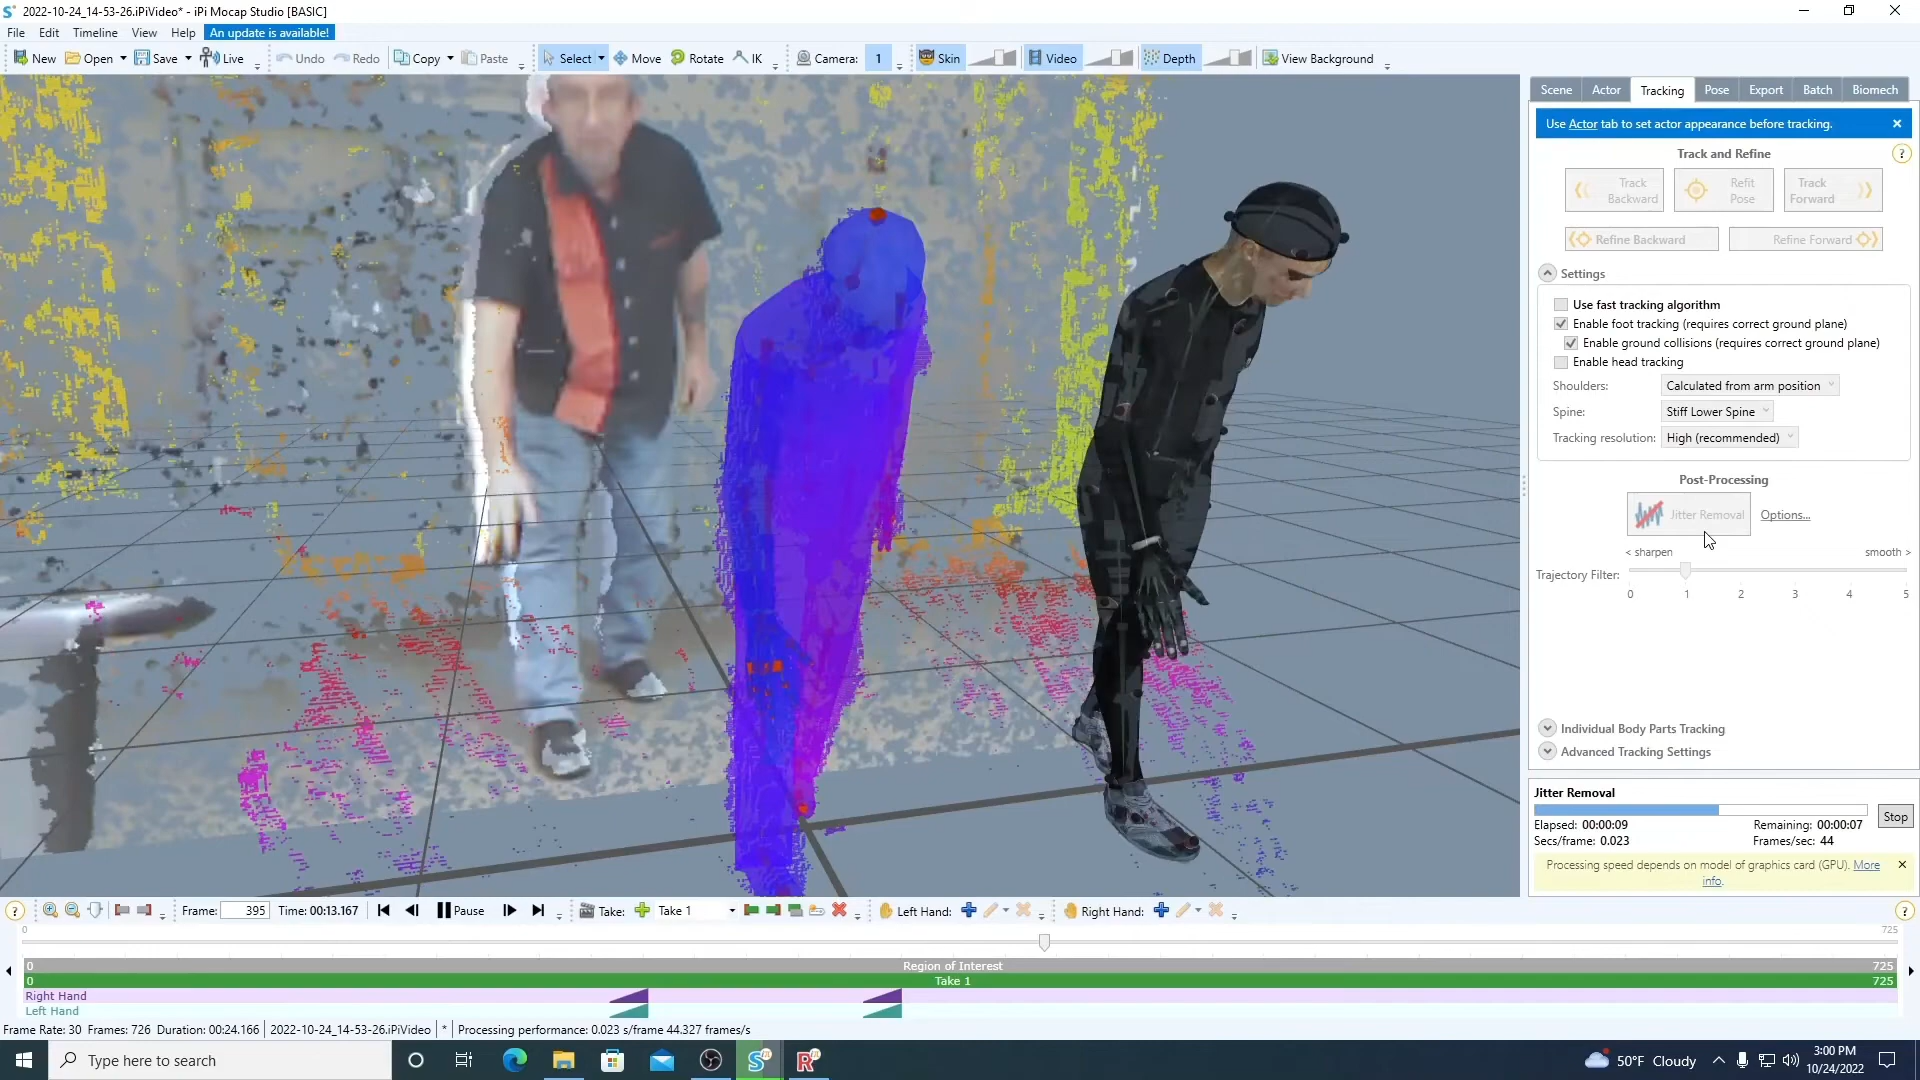 2022-10-24_14-53-26.iPiVideo* - iPi Mocap Studio [BASIC]
File Edit Timeline View Help An update is available!
New Open Save Live Undo Redo Copy Paste Select Move Rotate IK Camera: 1 Skin Video Depth View Background
Scene Actor Tracking Pose Export Batch Biomech
Use Actor tab to set actor appearance before tracking.
Track and Refine
Track Backward
Refit Pose
Track Forward
Refine Backward
Refine Forward
Settings
Use fast tracking algorithm
Enable foot tracking (requires correct ground plane)
Enable ground collisions (requires correct ground plane)
Enable head tracking
Shoulders: Calculated from arm position
Spine: Stiff Lower Spine
Tracking resolution: High (recommended)
Post-Processing
Jitter Removal Options...
< sharpen smooth >
Trajectory Filter:
0 1 2 3 4 5
Individual Body Parts Tracking
Advanced Tracking Settings
Jitter Removal
Stop
Elapsed: 00:00:09 Remaining: 00:00:07
Secs/frame: 0.023 Frames/sec: 44
Processing speed depends on model of graphics card (GPU). More
info.
Frame: 395 Time: 00:13.167 Pause Take: Take 1 Left Hand: Right Hand:
0 725
0 Region of Interest 725
0 Take 1 725
Right Hand
Left Hand
Frame Rate: 30 Frames: 726 Duration: 00:24.166 2022-10-24_14-53-26.iPiVideo * Processing performance: 0.023 s/frame 44.327 frames/s
Type here to search
50°F Cloudy
3:00 PM
10/24/2022